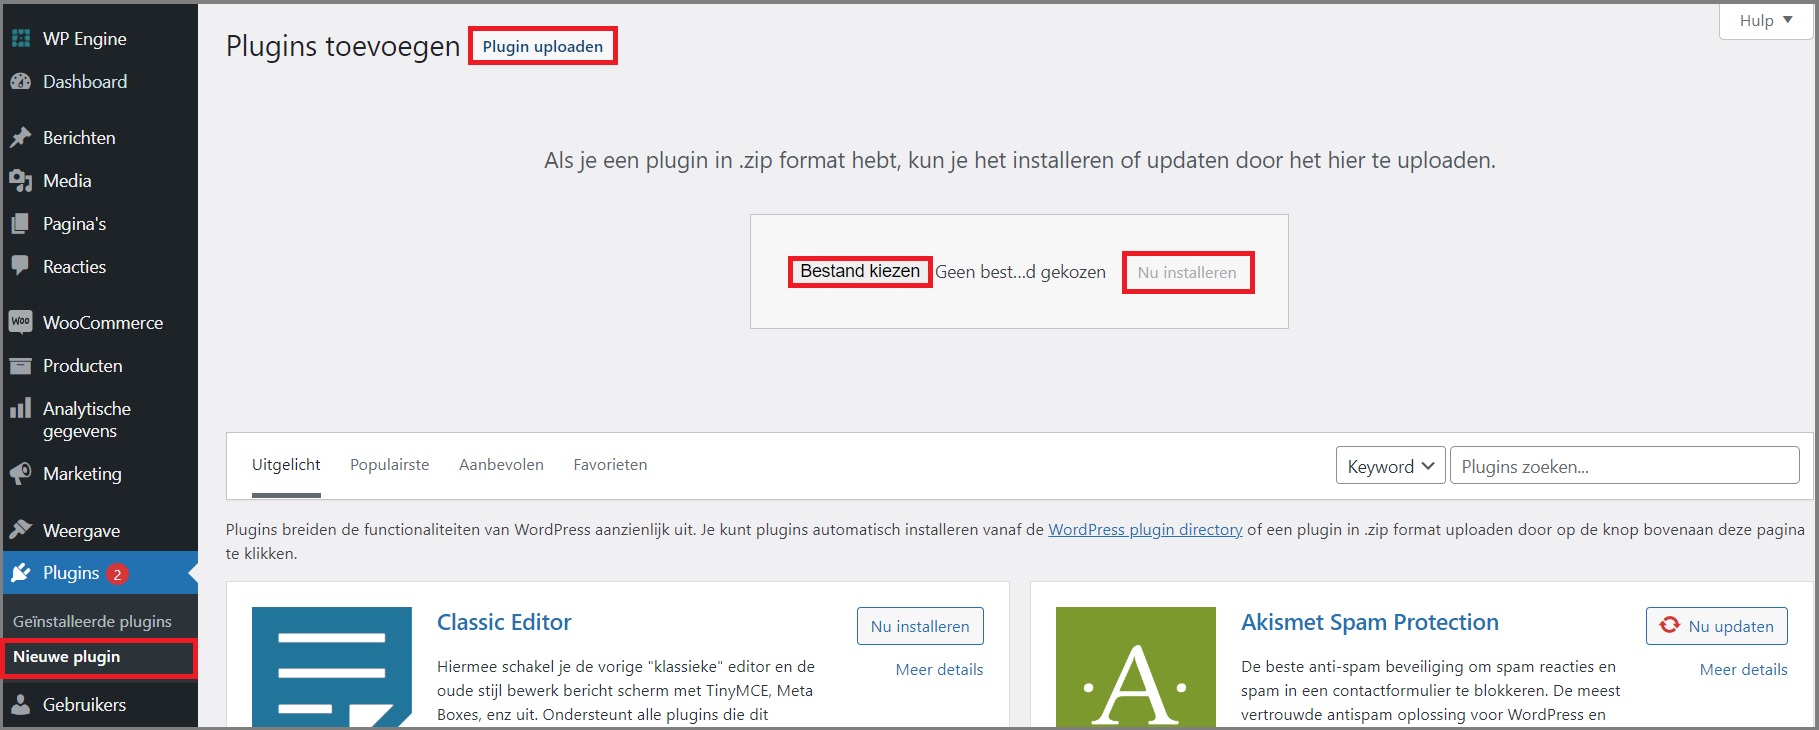 WP Engine
Dashboard
Berichten
Media
Pagina's
Reacties
Woo WooCommerce
Producten
Analytische
gegevens
Marketing
Weergave
Plugins 2
Geïnstalleerde plugins
Nieuwe plugin
Gebruikers
Hulp
Plugins toevoegen Plugin uploaden
Als je een plugin in .zip format hebt, kun je het installeren of updaten door het hier te uploaden.
Bestand kiezen Geen best...d gekozen Nu installeren
Uitgelicht Populairste Aanbevolen Favorieten Keyword Plugins zoeken...
Plugins breiden de functionaliteiten van WordPress aanzienlijk uit. Je kunt plugins automatisch installeren vanaf de WordPress plugin directory of een plugin in .zip format uploaden door op de knop bovenaan deze pagina
te klikken.
Classic Editor Nu installeren
Meer details
Hiermee schakel je de vorige "klassieke" editor en de
oude stijl bewerk bericht scherm met TinyMCE, Meta
Boxes, enz uit. Ondersteunt alle plugins die dit
·A·
Akismet Spam Protection Nu updaten
Meer details
De beste anti-spam beveiliging om spam reacties en
spam in een contactformulier te blokkeren. De meest
vertrouwde antispam oplossing voor WordPress en